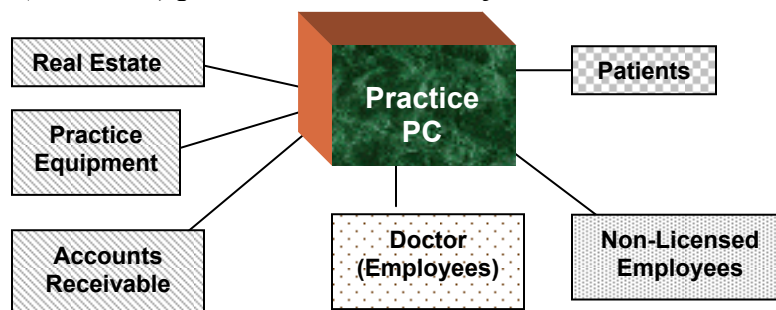 Real Estate
Practice
Equipment
Accounts
Receivable
Practice
PC
Doctor
(Employees)
Patients
Non-Licensed
Employees